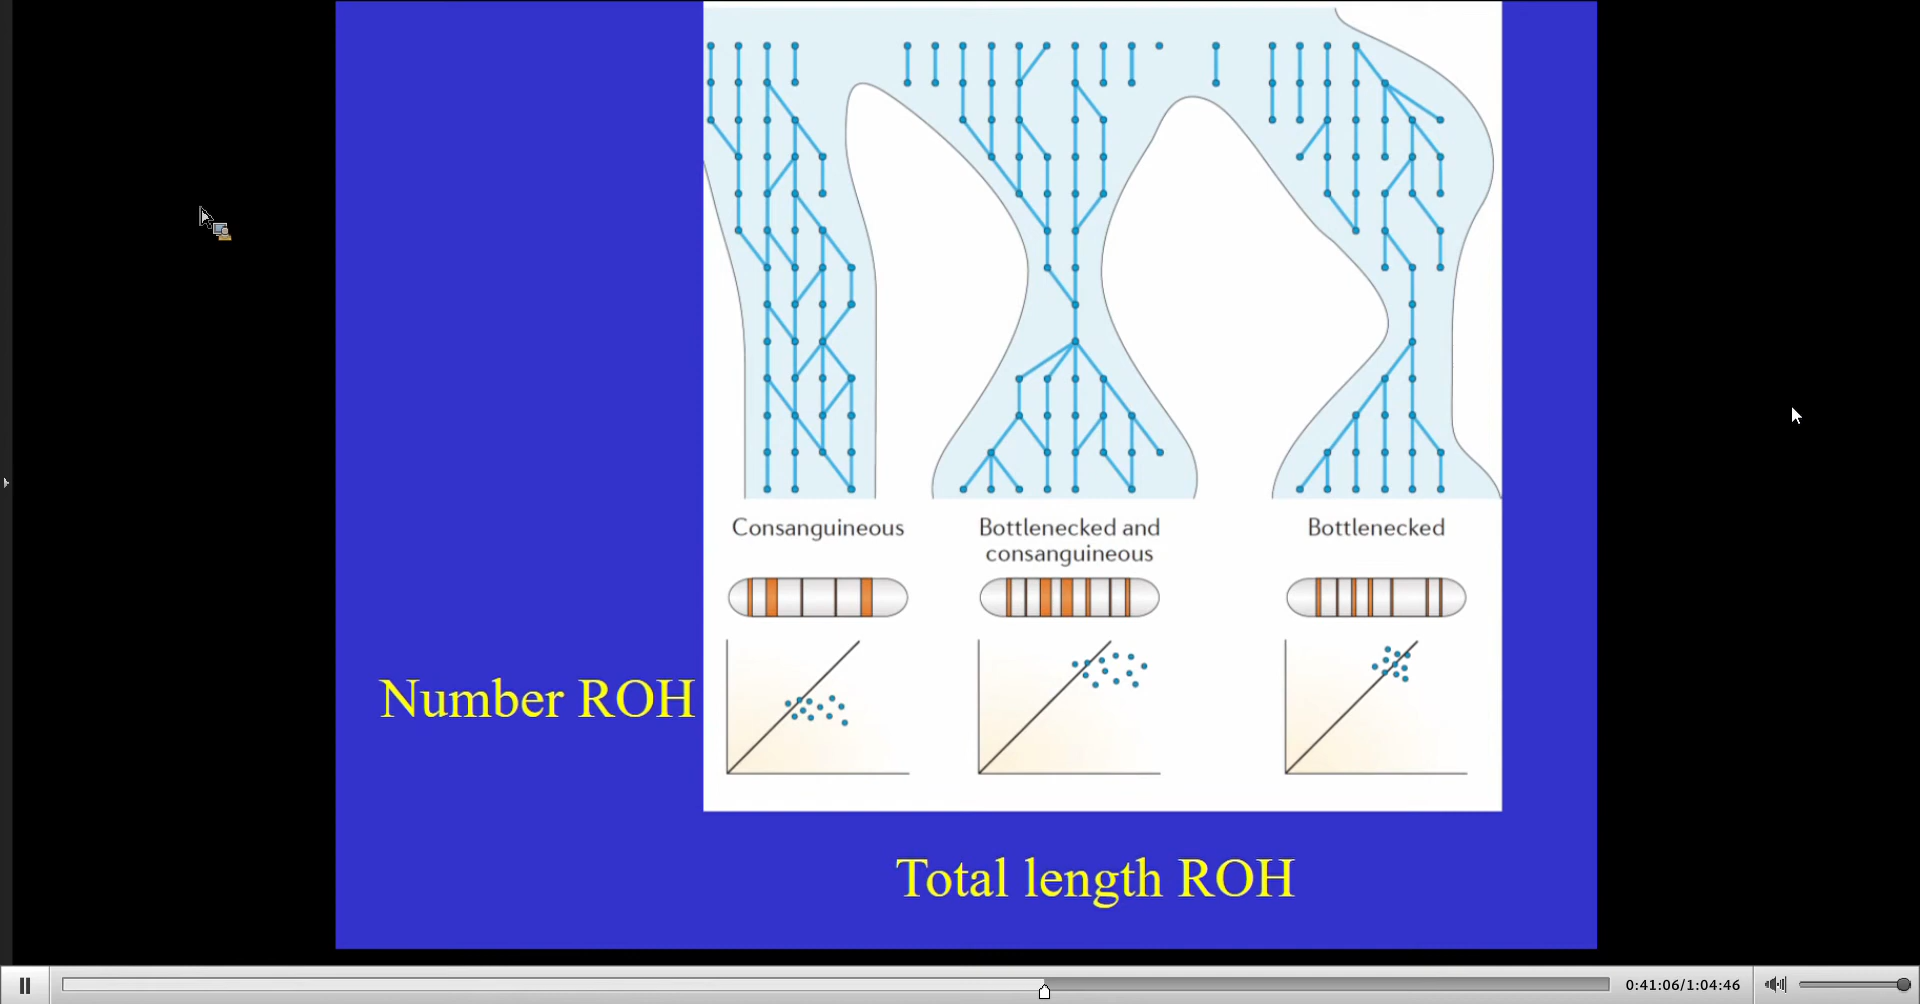 Consanguineous
Bottlenecked and
consanguineous
Bottlenecked
Number ROH
Total length ROH
0:41:06/1:04:46